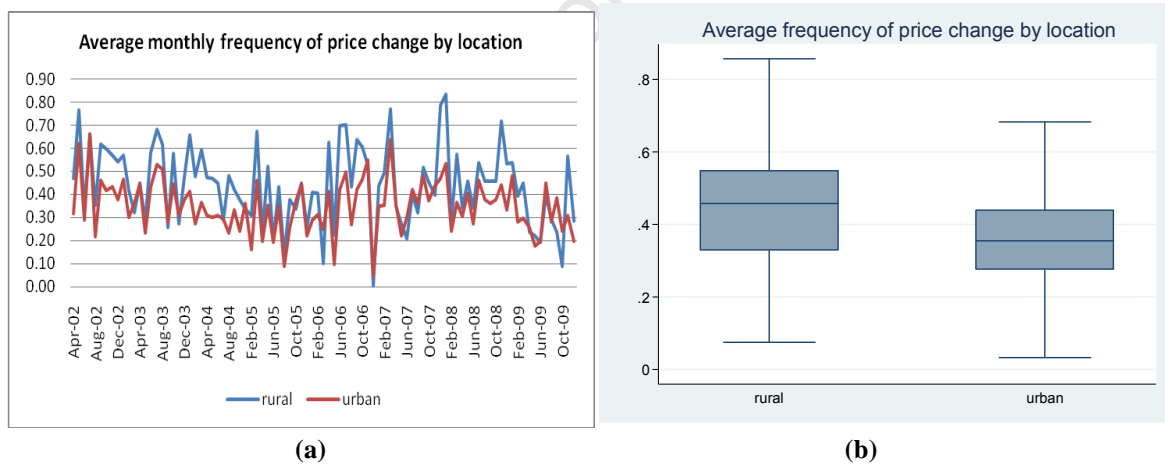 Average monthly frequency of price change by location
0.90
0.80
0.70
0.60
0.50
0.40
0.30
0.20
0.10
0.00
Apr-02
Aug-02
Dec-02
Apr-03
Aug-03
Dec-03
Apr-04
Aug-04
Feb-05
Jun-05
Oct-05
Feb-06
Jun-06
Oct-06
Feb-07
Jun-07
Oct-07
Feb-08
Jun-08
Oct-08
Feb-09
Jun-09
Oct-09
rural urban
(a)
Average frequency of price change by location
.8
.6
.4
.2
0
rural urban
(b)